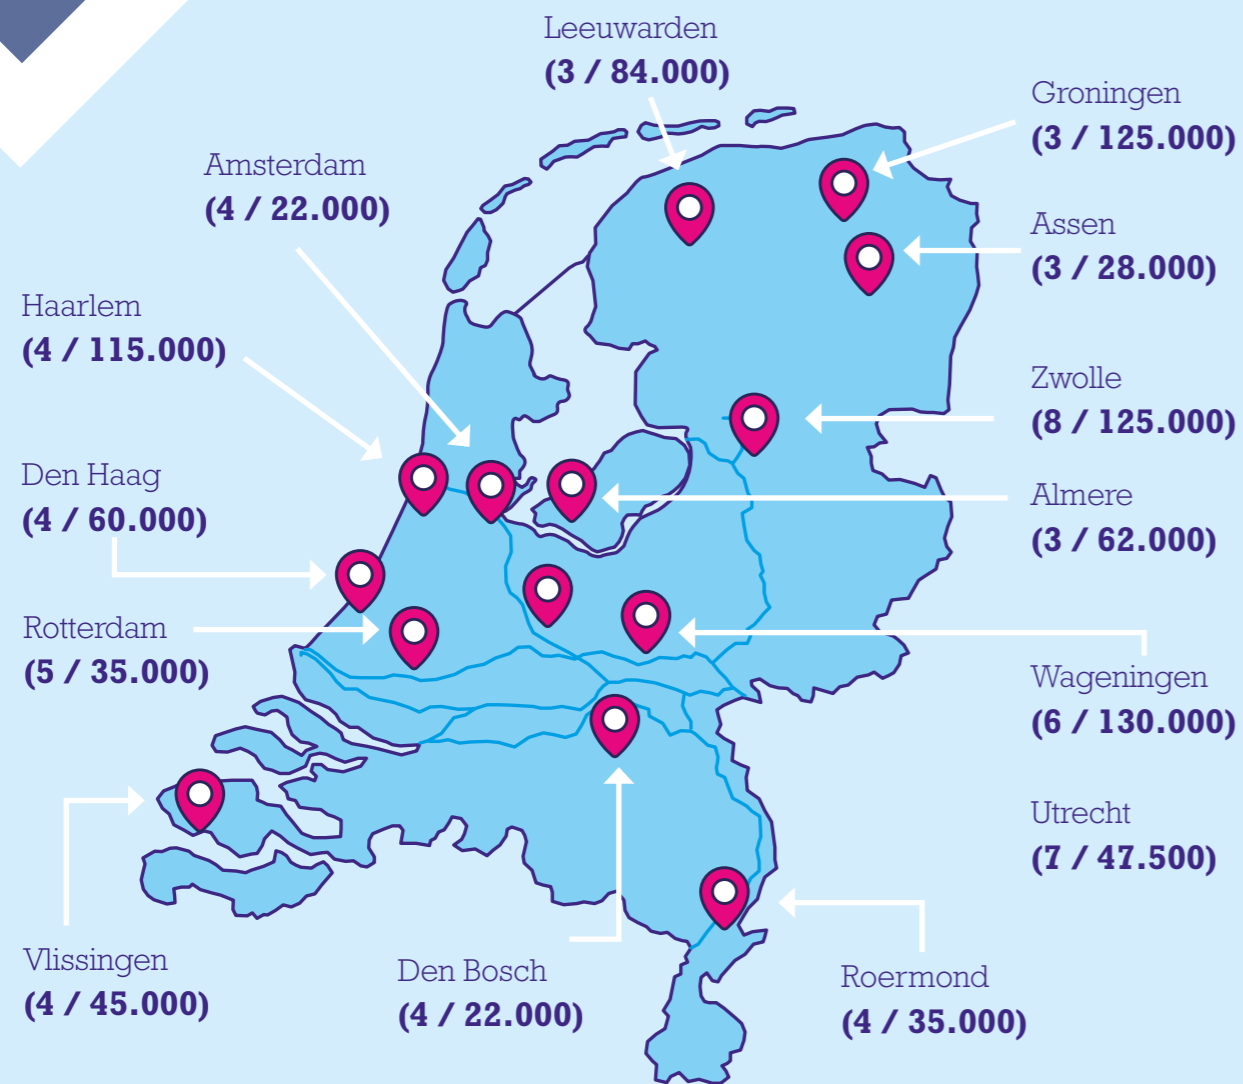 Leeuwarden
(3 / 84.000)
Groningen
(3 / 125.000)
Amsterdam
(4 / 22.000)
Assen
(3 / 28.000)
Haarlem
(4 / 115.000)
Zwolle
(8 / 125.000)
Den Haag
(4 / 60.000)
Almere
(3 / 62.000)
Rotterdam
(5 / 35.000)
Wageningen
(6 / 130.000)
Utrecht
(7 / 47.500)
Vlissingen
(4 / 45.000)
Den Bosch
(4 / 22.000)
Roermond
(4 / 35.000)